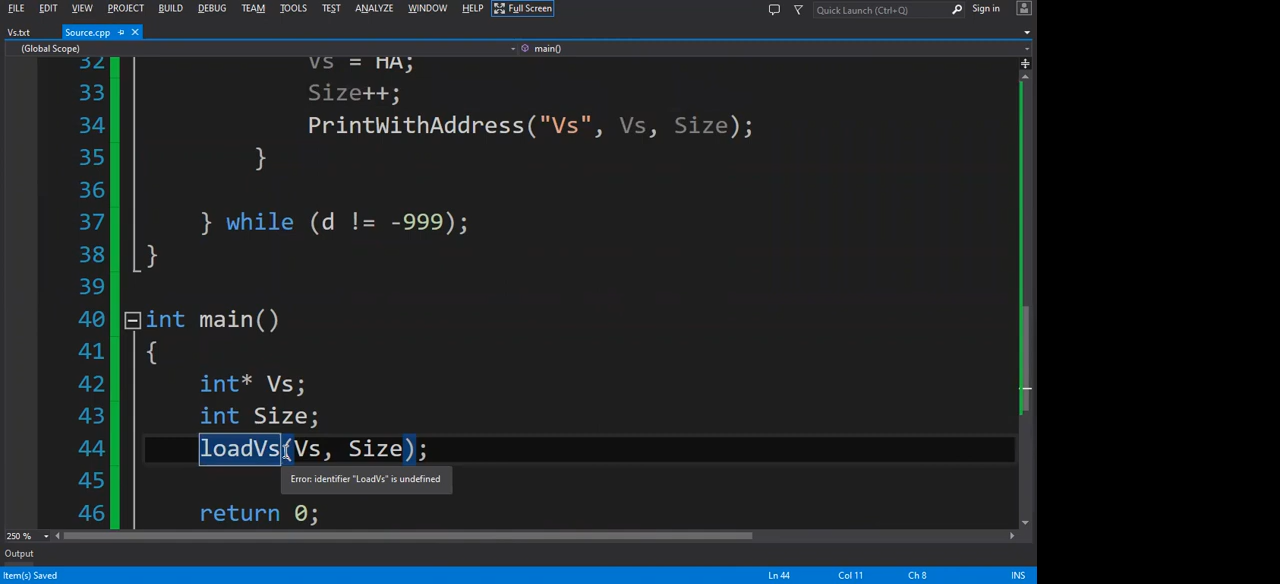 FILE EDIT VIEW PROJECT BUILD DEBUG TEAM TOOLS TEST ANALYZE WINDOW HELP Full Screen Quick Launch (Ctrl+Q) Sign in
Vs.txt Source.cpp
(Global Scope) main()
32 Vs = HA;
33 Size++;
34 PrintWithAddress("Vs", Vs, Size);
35 }
36
37 } while (d != -999);
38 }
39
40 int main()
41 {
42 int* Vs;
43 int Size;
44 loadVs(Vs, Size);
45 Error: identifier "LoadVs" is undefined
46 return 0;
250 %
Output
Item(s) Saved Ln 44 Col 11 Ch 8 INS